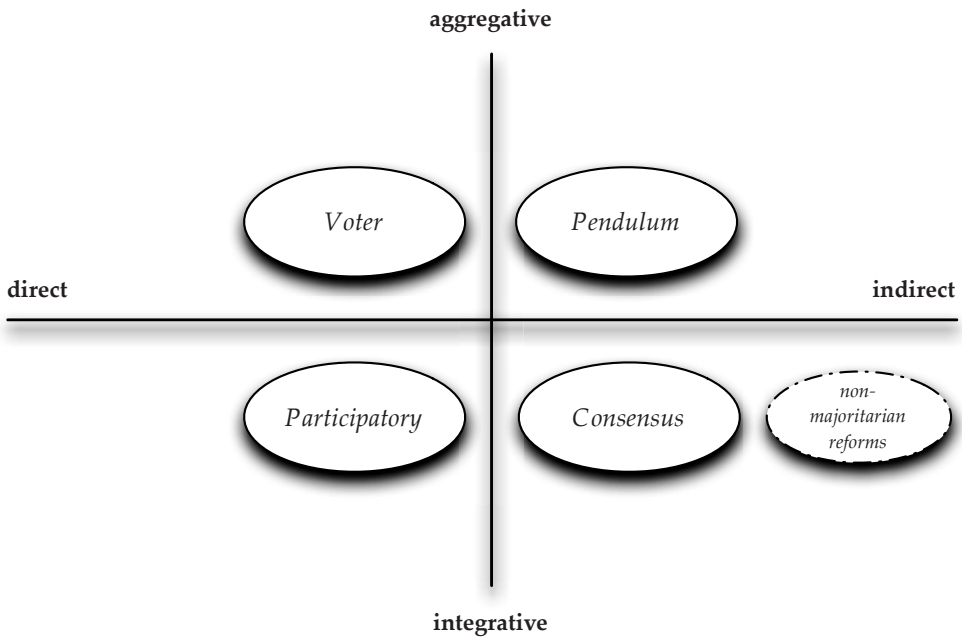 aggregative
Voter
Pendulum
direct
indirect
Participatory
Consensus
non-
majoritarian
reforms
integrative